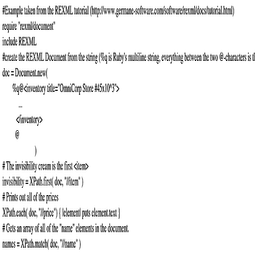 #Example taken from the REXML tutorial (http://www.germane-software.com/software/rexml/docs/tutorial.html)
require "rexml/document"
include REXML
#create the REXML Document from the string (%q is Ruby's multiline string, everything between the two @-characters is tl
doc = Document.new(
%q@<inventory title="OmniCorp Store #45x10^3">
...
</inventory>
@
)
# The invisibility cream is the first <item>
invisibility = XPath.first( doc, "//item" )
# Prints out all of the prices
XPath.each( doc, "//price") { |element| puts element.text }
# Gets an array of all of the "name" elements in the document.
names = XPath.match( doc, "//name" )